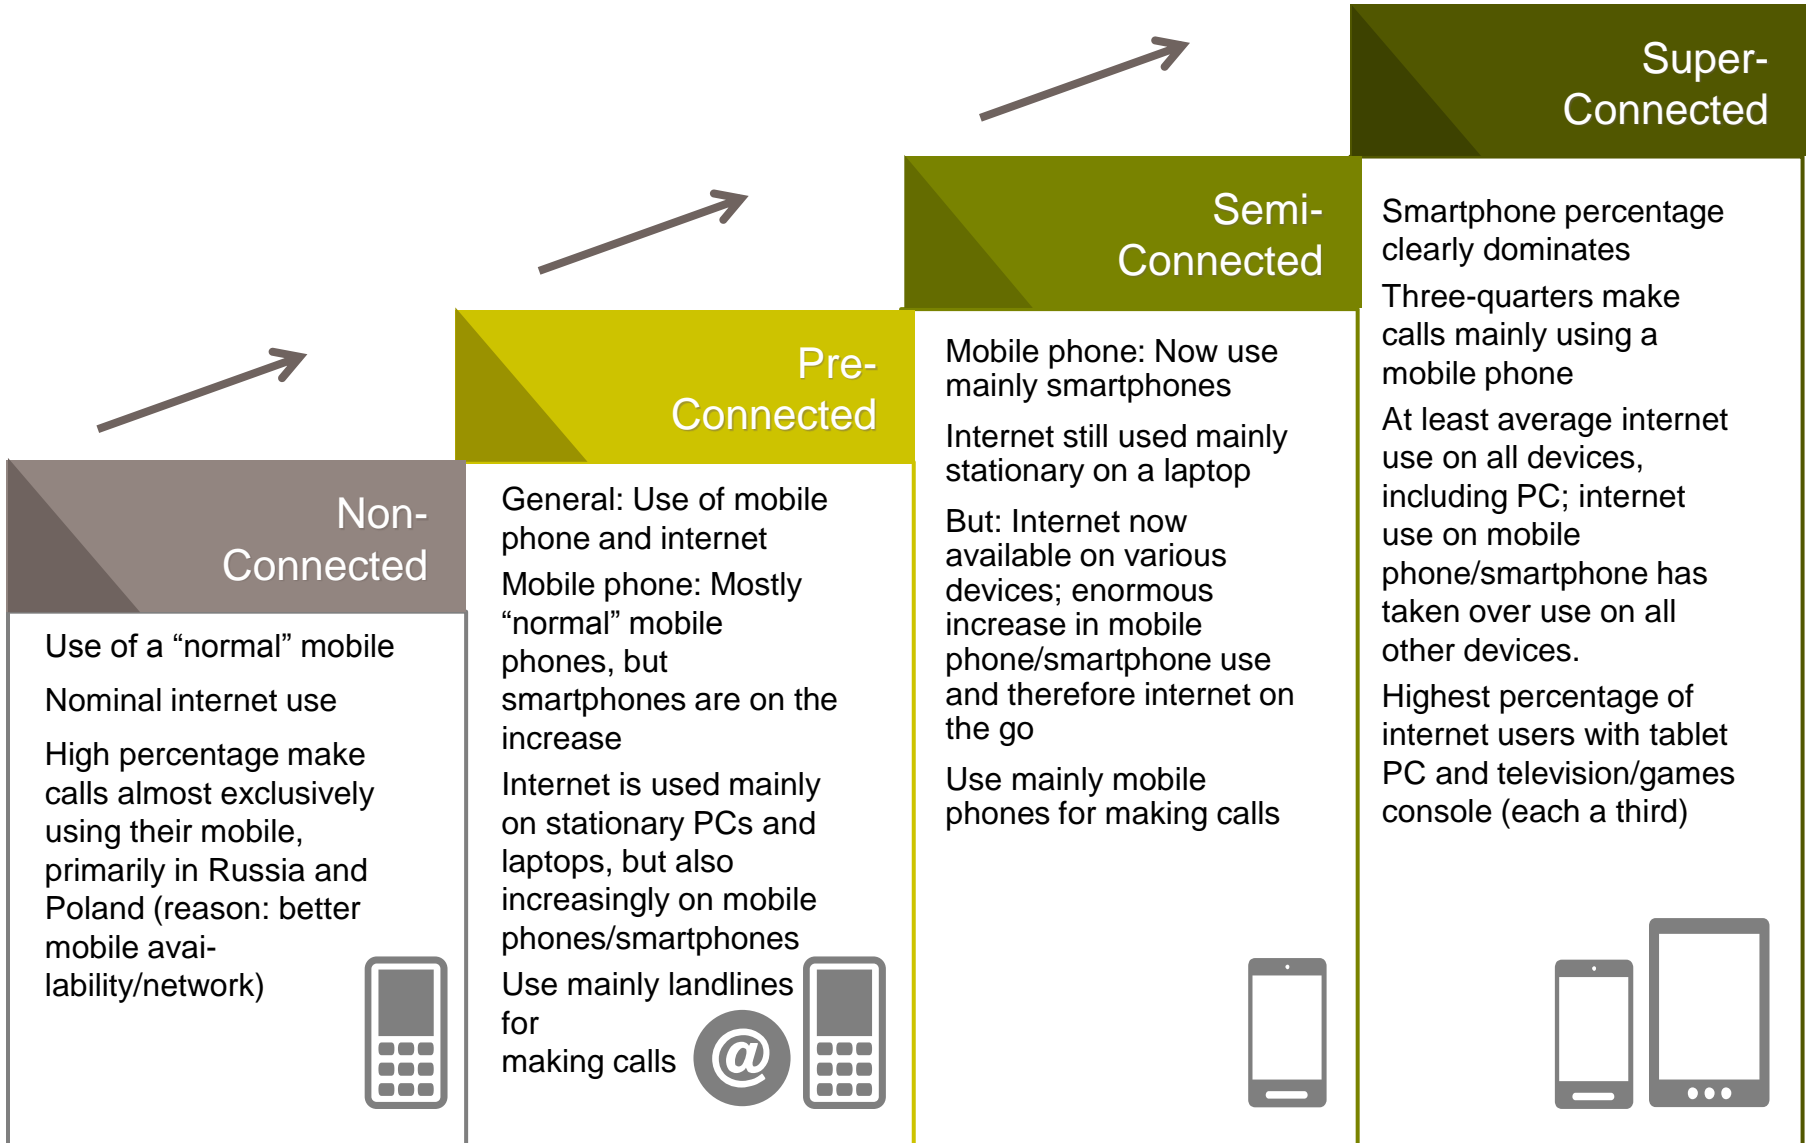 Non-
Connected
Use of a “normal” mobile
Nominal internet use
High percentage make
calls almost exclusively
using their mobile,
primarily in Russia and
Poland (reason: better
mobile avai-
lability/network)
Pre-
Connected
General: Use of mobile
phone and internet
Mobile phone: Mostly
“normal” mobile
phones, but
smartphones are on the
increase
Internet is used mainly
on stationary PCs and
laptops, but also
increasingly on mobile
phones/smartphones
Use mainly landlines
for
making calls
@
Semi-
Connected
Mobile phone: Now use
mainly smartphones
Internet still used mainly
stationary on a laptop
But: Internet now
available on various
devices; enormous
increase in mobile
phone/smartphone use
and therefore internet on
the go
Use mainly mobile
phones for making calls
Super-
Connected
Smartphone percentage
clearly dominates
Three-quarters make
calls mainly using a
mobile phone
At least average internet
use on all devices,
including PC; internet
use on mobile
phone/smartphone has
taken over use on all
other devices.
Highest percentage of
internet users with tablet
PC and television/games
console (each a third)